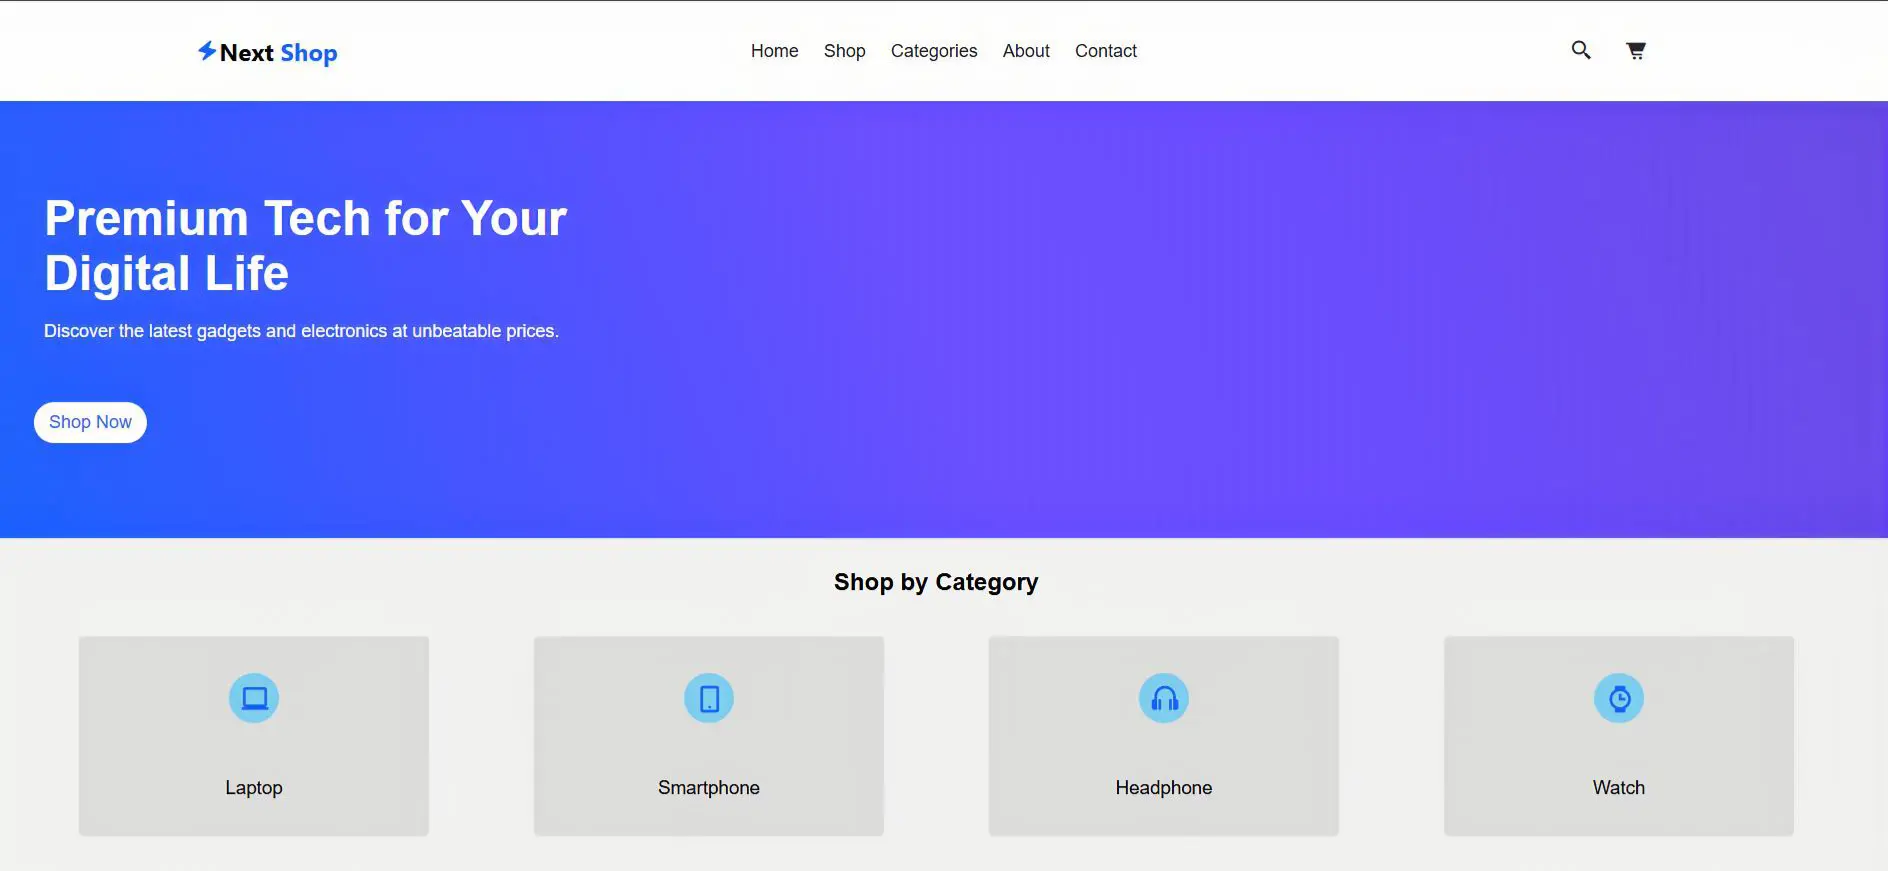 Next Shop
Home Shop Categories About Contact
Premium Tech for Your
Digital Life
Discover the latest gadgets and electronics at unbeatable prices.
Shop Now
Shop by Category
Laptop Smartphone Headphone Watch